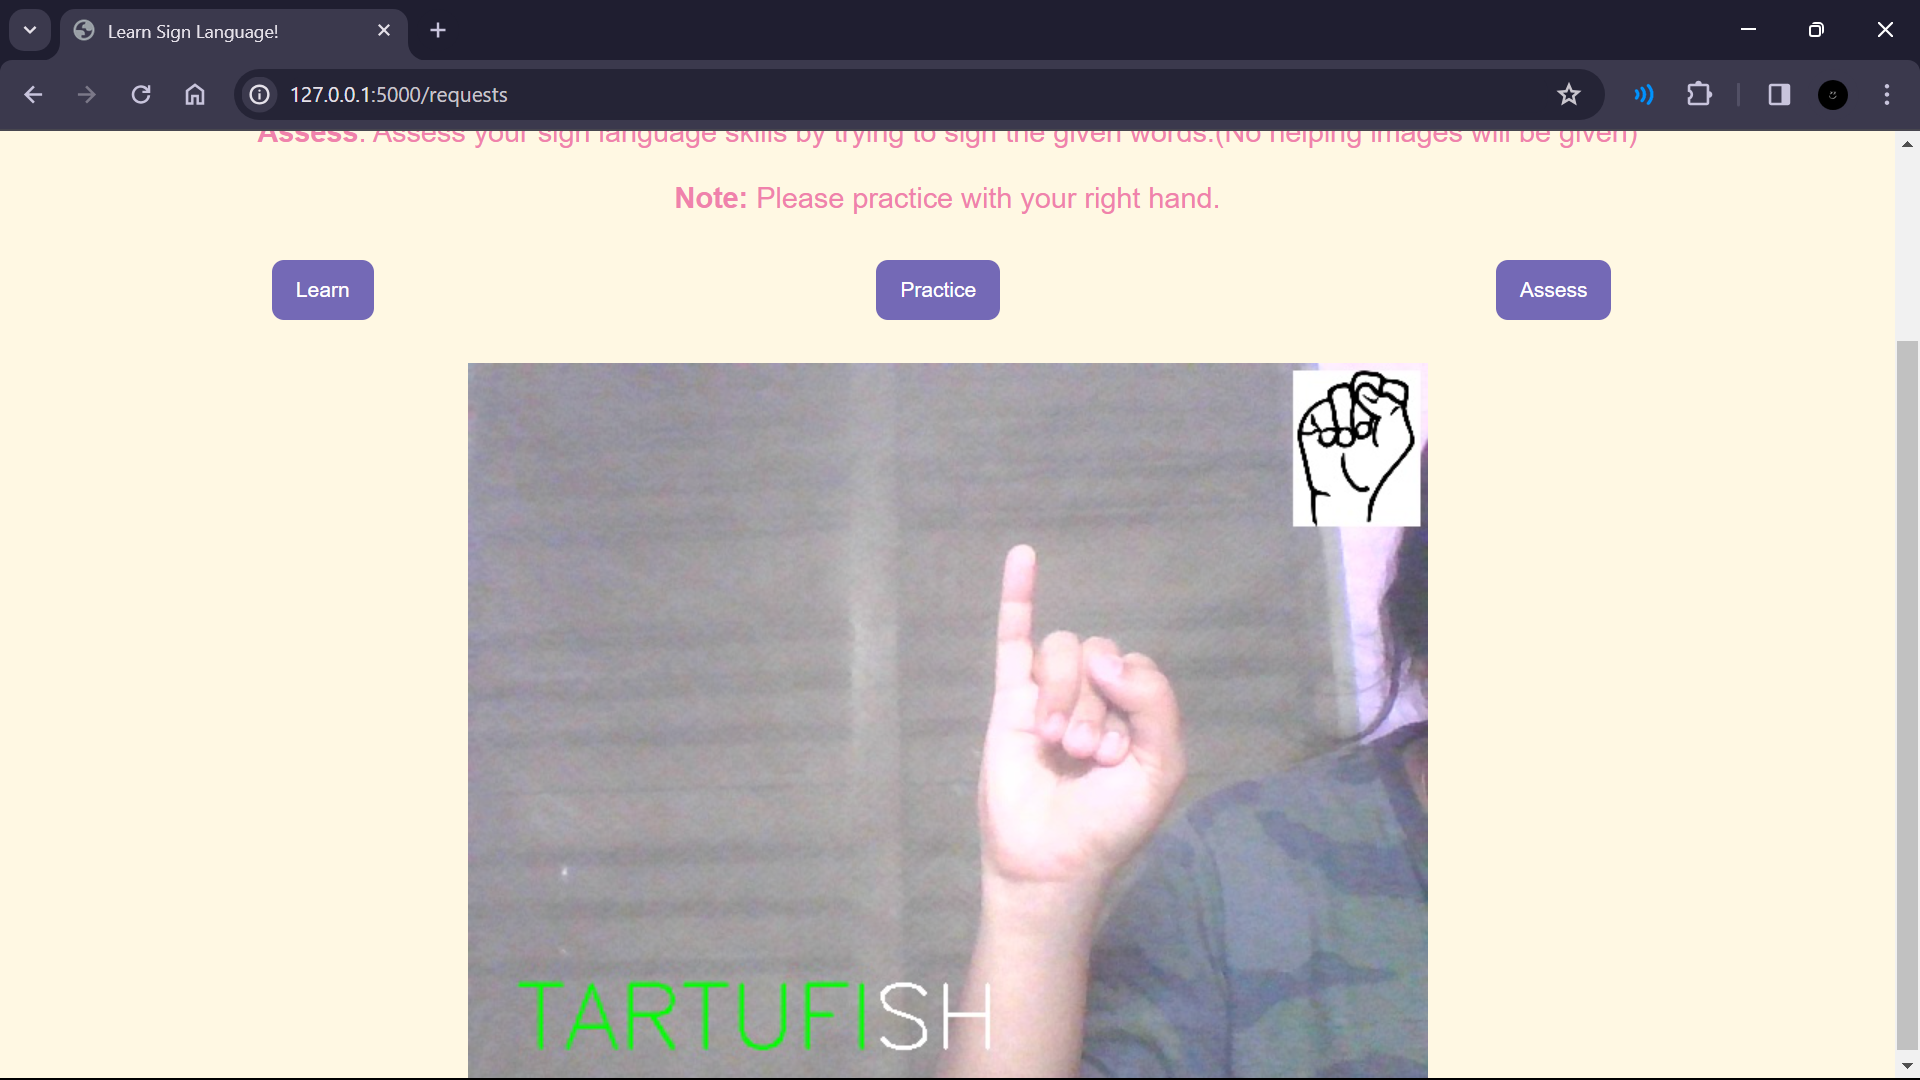 Learn Sign Language!
127.0.0.1:5000/requests
Assess: Assess your sign language skills by trying to sign the given words.(No helping images will be given)
Note: Please practice with your right hand.
Learn
Practice
Assess
TARTUFISH